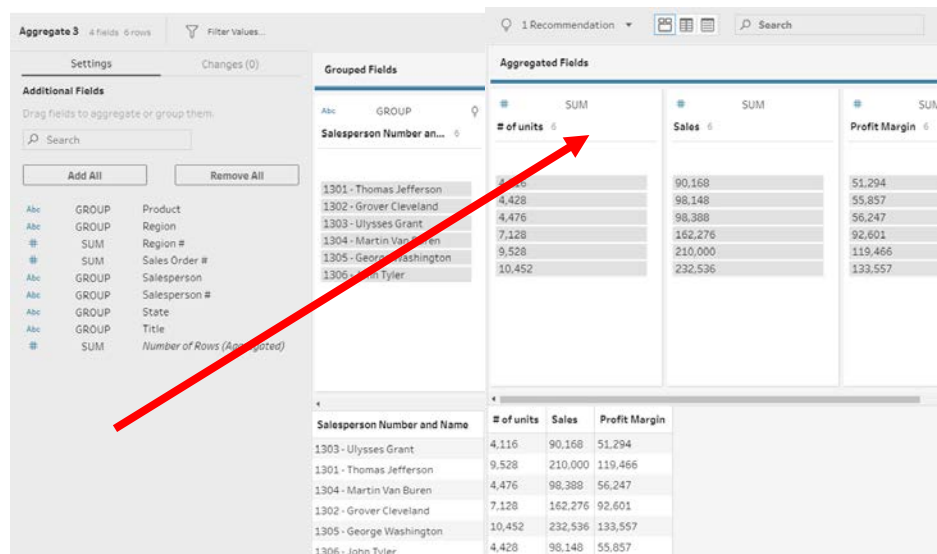 Aggregate 3 4 fields 6 rows Filter Values...
1 Recommendation Search
Settings Changes (0)
Additional Fields
Drag fields to aggregate or group them.
Search
Add All Remove All
Abc GROUP Product
Abc GROUP Region
# SUM Region #
# SUM Sales Order #
Abc GROUP Salesperson
Abc GROUP Salesperson #
Abc GROUP State
Abc GROUP Title
# SUM Number of Rows (Aggregated)
Grouped Fields
Abc GROUP
Salesperson Number an... 6
1301 - Thomas Jefferson
1302 - Grover Cleveland
1303 - Ulysses Grant
1304 - Martin Van Buren
1305 - George Washington
1306 - John Tyler
Aggregated Fields
# SUM
# of units 6
4,116
4,428
4,476
7,128
9,528
10,452
# SUM
Sales 6
90,168
98,148
98,388
162,276
210,000
232,536
# SUM
Profit Margin 6
51,294
55,857
56,247
92,601
119,466
133,557
Salesperson Number and Name # of units Sales Profit Margin
1303 - Ulysses Grant 4,116 90,168 51,294
1301 - Thomas Jefferson 9,528 210,000 119,466
1304 - Martin Van Buren 4,476 98,388 56,247
1302 - Grover Cleveland 7,128 162,276 92,601
1305 - George Washington 10,452 232,536 133,557
1306 - John Tyler 4,428 98,148 55,857